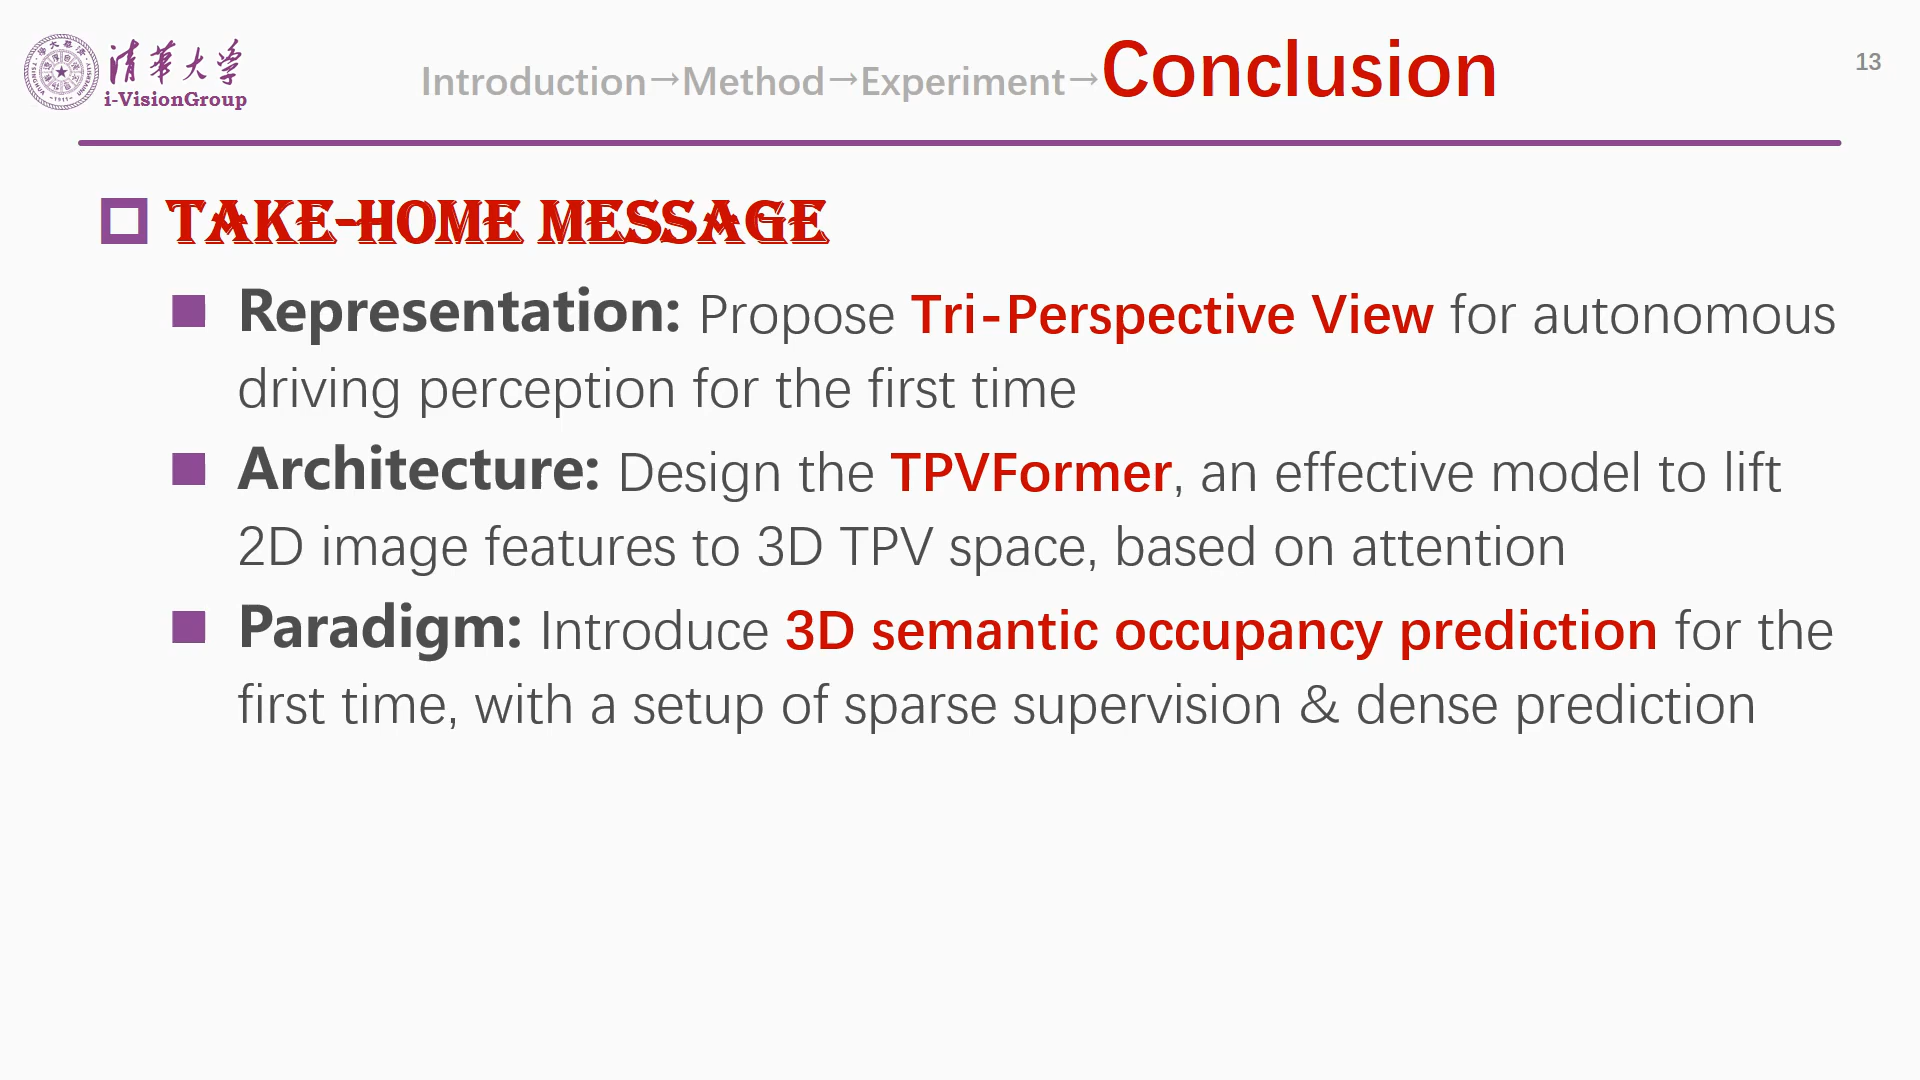 清华大学
i-VisionGroup
Introduction→Method→Experiment→Conclusion
13
TAKE-HOME MESSAGE
Representation: Propose Tri-Perspective View for autonomous
driving perception for the first time
Architecture: Design the TPVFormer, an effective model to lift
2D image features to 3D TPV space, based on attention
Paradigm: Introduce 3D semantic occupancy prediction for the
first time, with a setup of sparse supervision & dense prediction